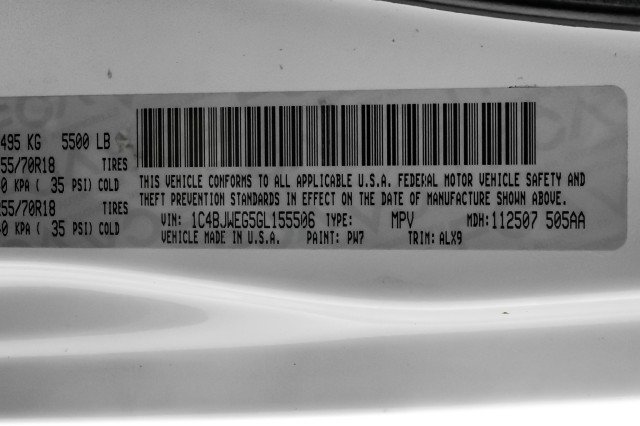 495 KG 5500 LB
55/70R18 TIRES
0 KPA ( 35 PSI) COLD
55/70R18 TIRES
0 KPA ( 35 PSI) COLD
THIS VEHICLE CONFORMS TO ALL APPLICABLE U.S.A. FEDERAL MOTOR VEHICLE SAFETY AND
THEFT PREVENTION STANDARDS IN EFFECT ON THE DATE OF MANUFACTURE SHOWN ABOVE.
VIN: 1C4BJWEG5GL155506 TYPE: MPV MDH: 112507 505AA
VEHICLE MADE IN U.S.A. PAINT: PW7 TRIM: ALX9